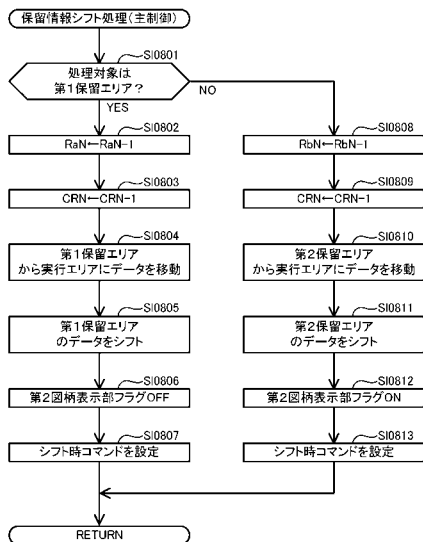 保留情報シフト処理(主制御)
SI0801
処理対象は
第1保留エリア?
NO
YES
SI0802
RaN←RaN-1
SI0803
CRN←CRN-1
SI0804
第1保留エリア
から実行エリアにデータを移動
SI0805
第1保留エリア
のデータをシフト
SI0806
第2図柄表示部フラグOFF
SI0807
シフト時コマンドを設定
SI0808
RbN←RbN-1
SI0809
CRN←CRN-1
SI0810
第2保留エリア
から実行エリアにデータを移動
SI0811
第2保留エリア
のデータをシフト
SI0812
第2図柄表示部フラグON
SI0813
シフト時コマンドを設定
RETURN